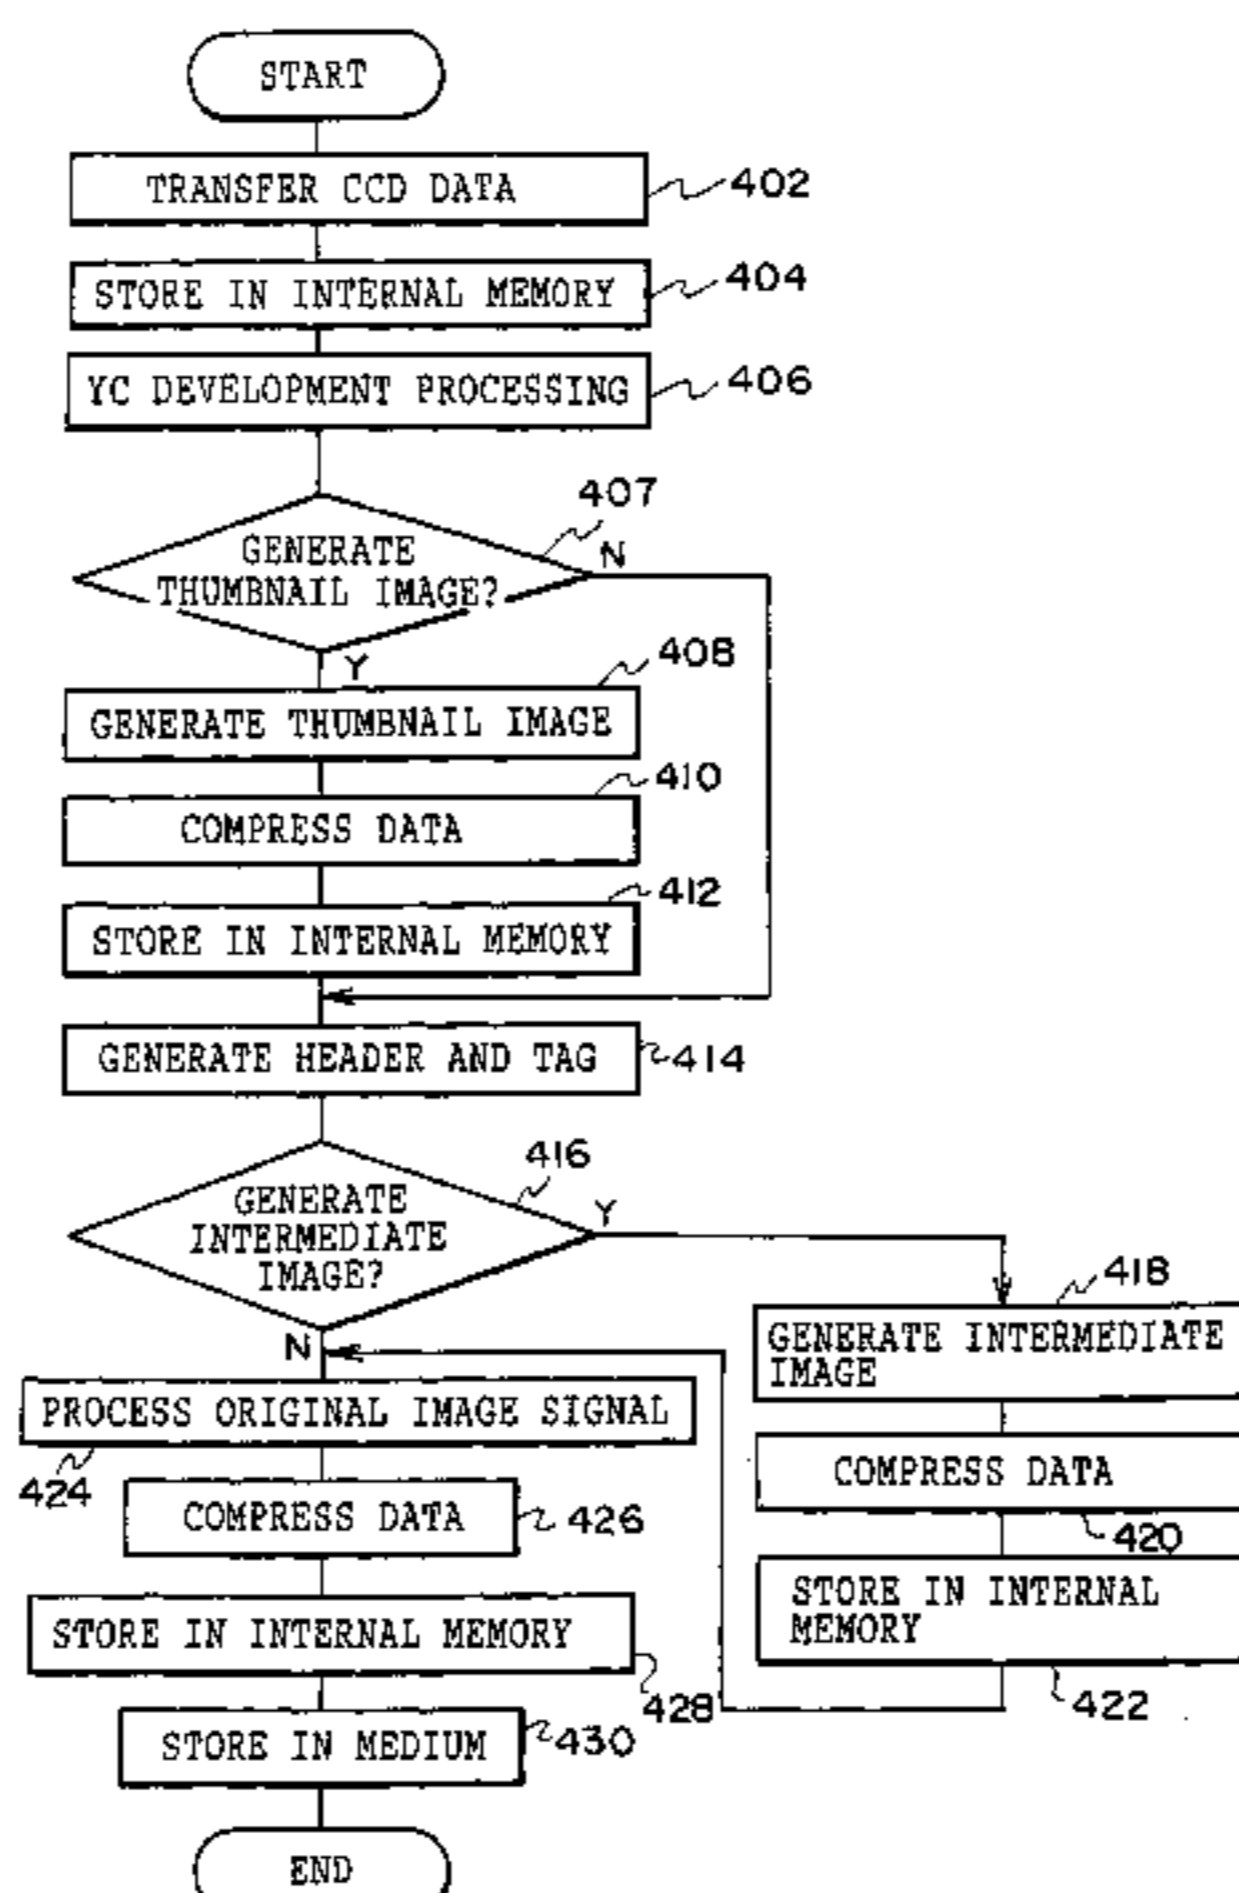 START
TRANSFER CCD DATA
402
STORE IN INTERNAL MEMORY
404
YC DEVELOPMENT PROCESSING
406
407
GENERATE
THUMBNAIL IMAGE?
N
Y
408
GENERATE THUMBNAIL IMAGE
410
COMPRESS DATA
412
STORE IN INTERNAL MEMORY
GENERATE HEADER AND TAG
414
416
GENERATE
INTERMEDIATE
IMAGE?
Y
N
418
GENERATE INTERMEDIATE
IMAGE
COMPRESS DATA
420
STORE IN INTERNAL
MEMORY
422
PROCESS ORIGINAL IMAGE SIGNAL
424
COMPRESS DATA
426
STORE IN INTERNAL MEMORY
428
STORE IN MEDIUM
430
END